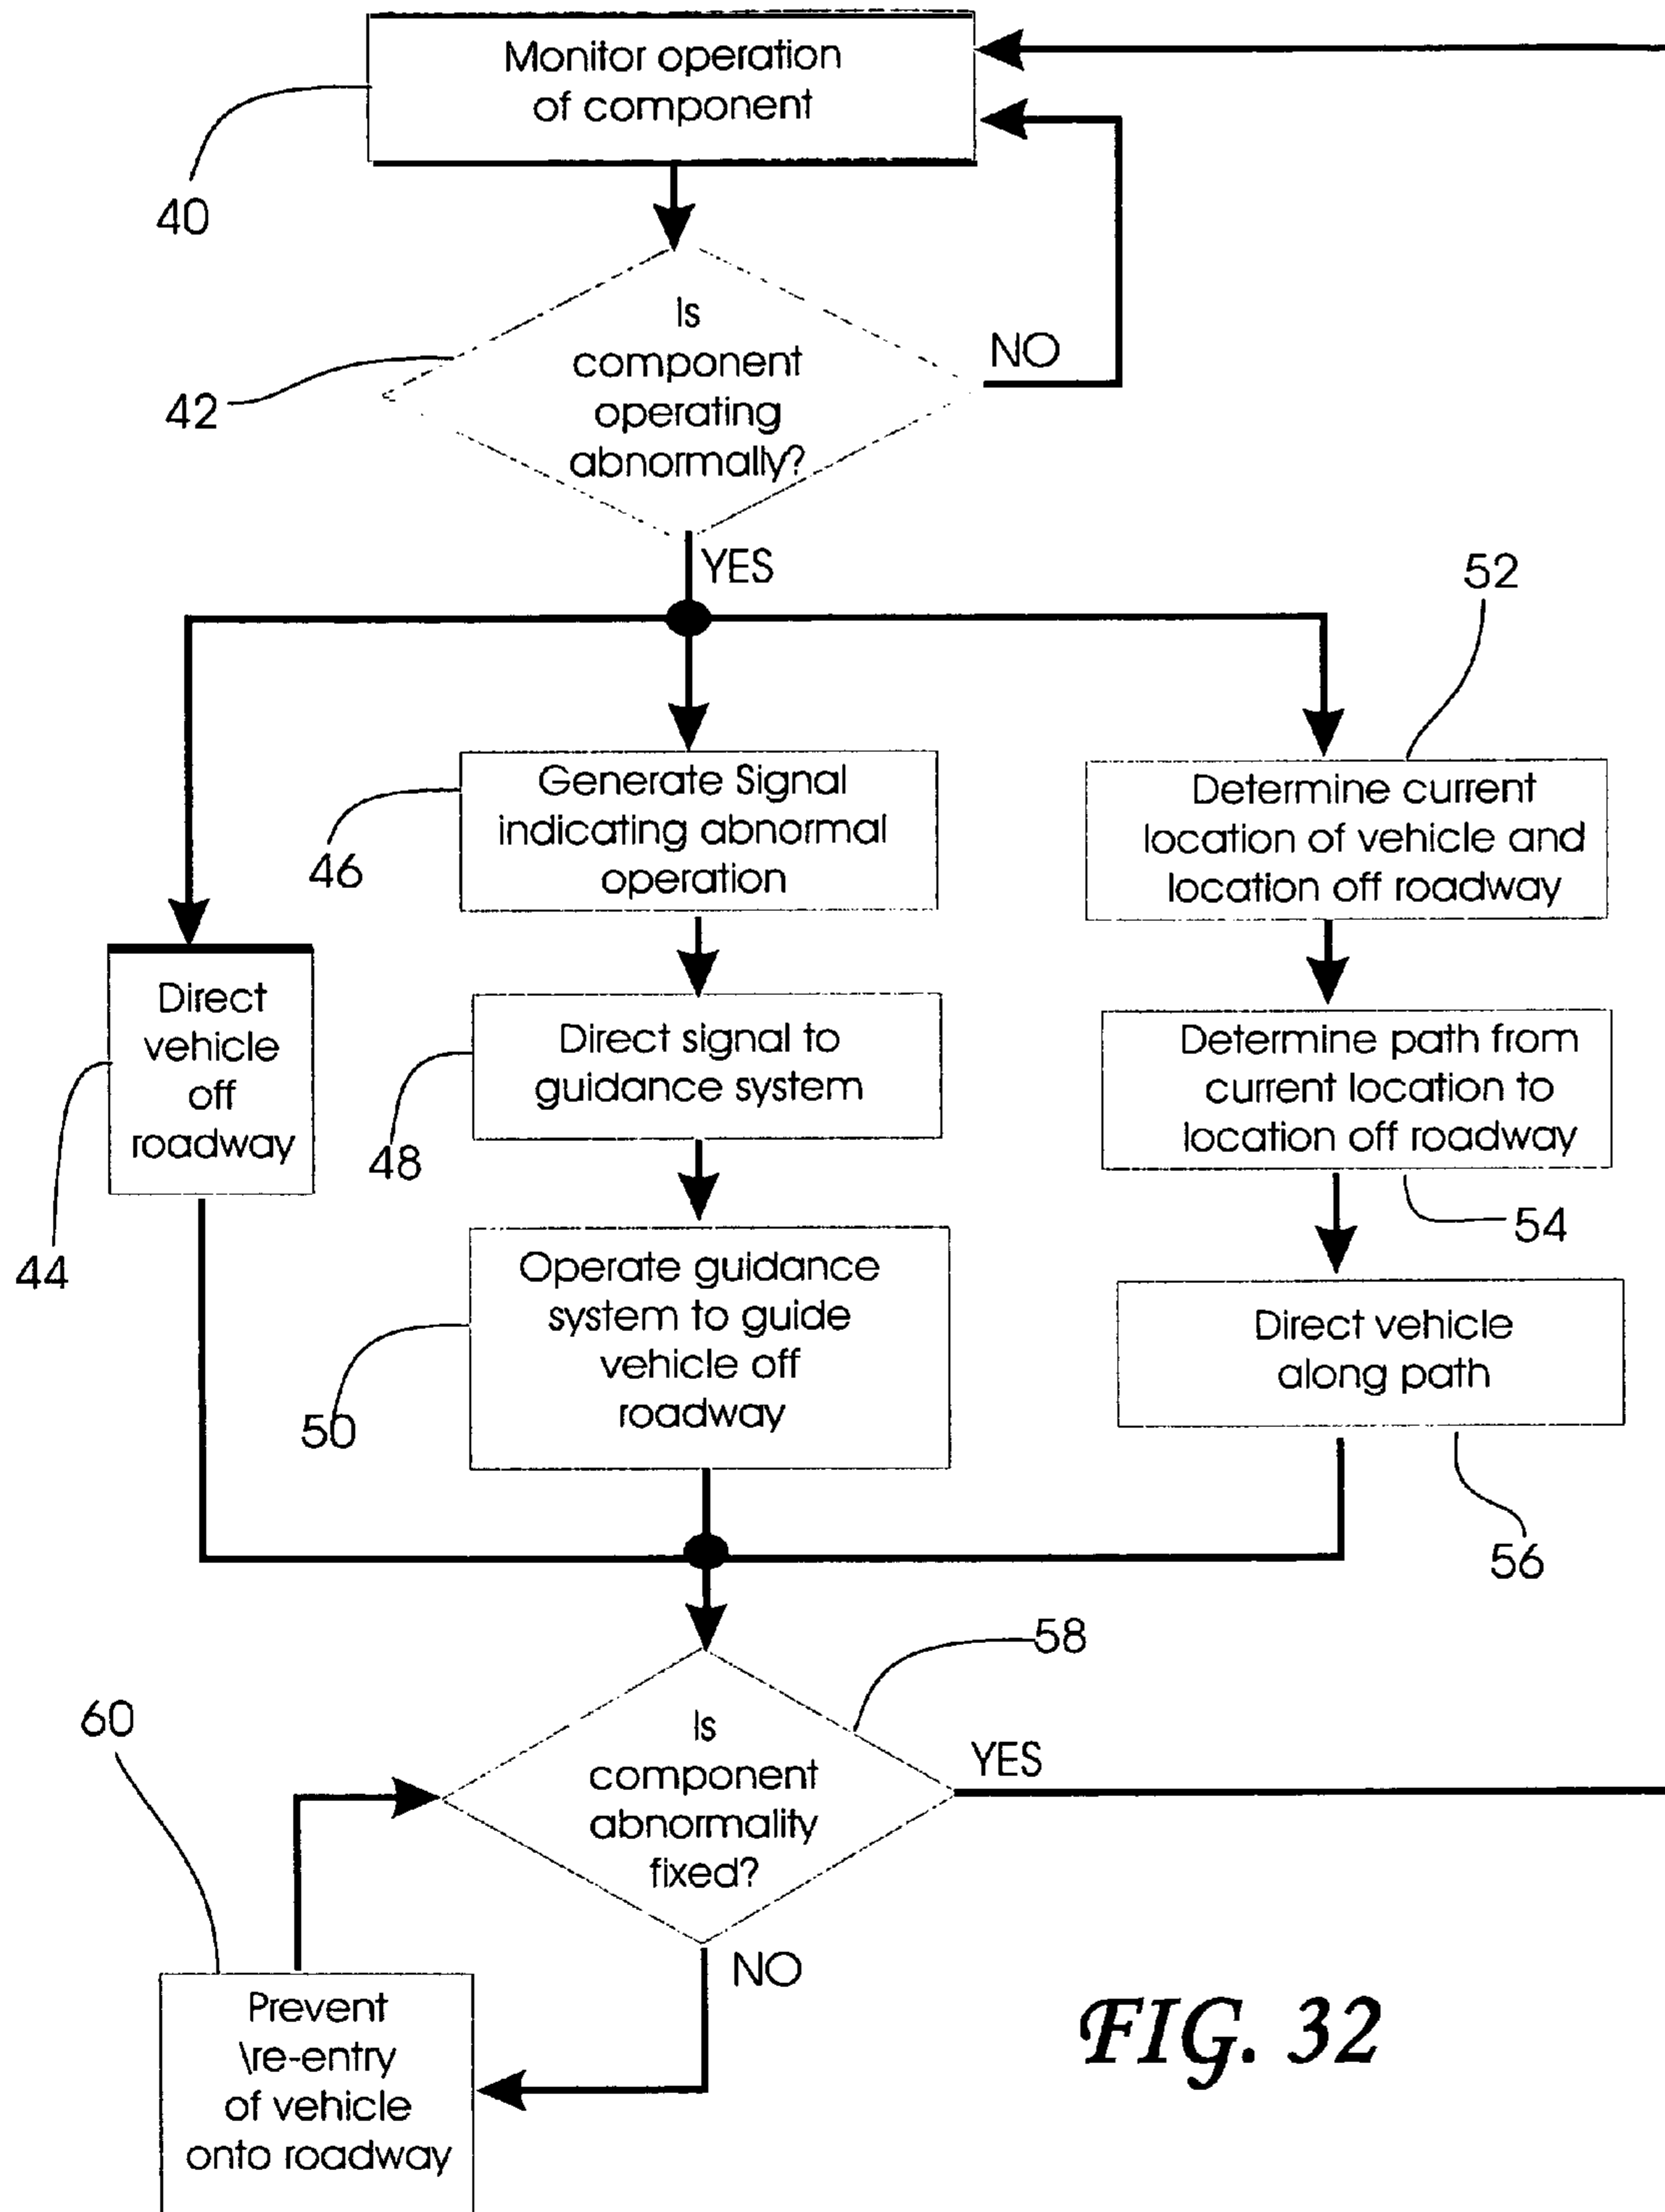 Monitor operation
of component
40
Is
component
operating
abnormally?
NO
42
YES
52
Generate Signal
indicating abnormal
operation
46
Determine current
location of vehicle and
location off roadway
Direct
vehicle
off
roadway
44
Direct signal to
guidance system
48
Determine path from
current location to
location off roadway
54
Operate guidance
system to guide
vehicle off
roadway
50
Direct vehicle
along path
56
58
Is
component
abnormality
fixed?
YES
60
NO
Prevent
\re-entry
of vehicle
onto roadway
FIG. 32